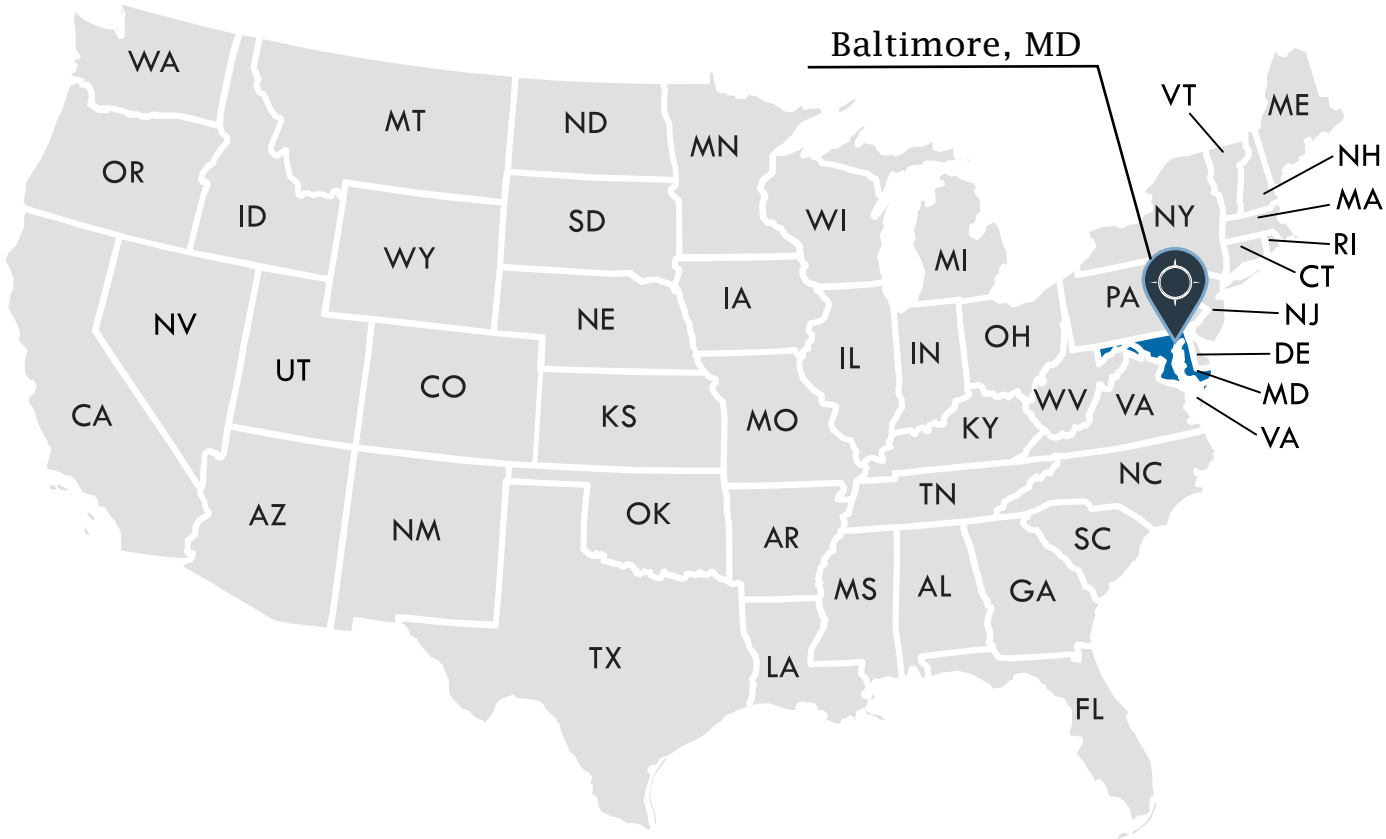 Baltimore, MD
WA
MT
ND
MN
VT
ME
OR
ID
WY
SD
WI
MI
NY
NH
MA
RI
CT
NV
UT
CO
NE
IA
IL
IN
OH
PA
NJ
DE
MD
VA
CA
KS
MO
KY
WV
VA
AZ
NM
OK
AR
TN
NC
SC
TX
LA
MS
AL
GA
FL